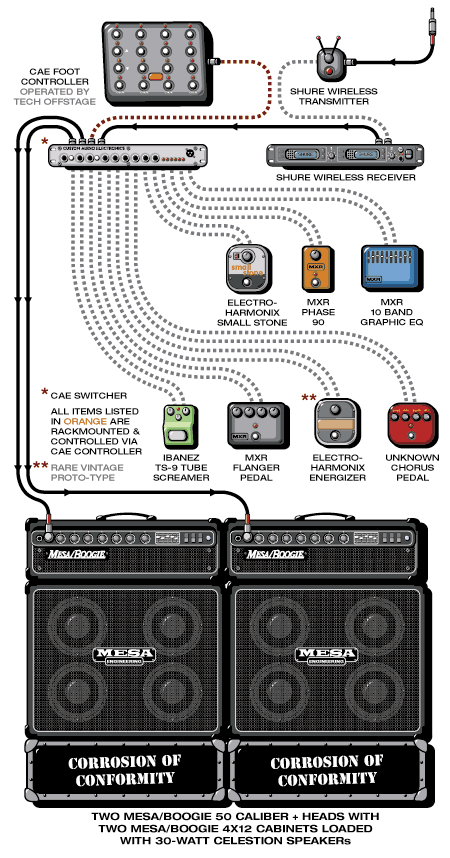 CAE FOOT
CONTROLLER
OPERATED BY
TECH OFFSTAGE
SHURE WIRELESS
TRANSMITTER
*
CUSTOM AUDIO ELECTRONICS
SHURE WIRELESS RECEIVER
small
stone
MXR
MXR
ELECTRO-
HARMONIX
SMALL STONE
MXR
PHASE
90
MXR
10 BAND
GRAPHIC EQ
* CAE SWITCHER
ALL ITEMS LISTED
IN ORANGE ARE
RACKMOUNTED &
CONTROLLED VIA
CAE CONTROLLER
** RARE VINTAGE
PROTO-TYPE
**
MXR
IBANEZ
TS-9 TUBE
SCREAMER
MXR
FLANGER
PEDAL
ELECTRO-
HARMONIX
ENERGIZER
UNKNOWN
CHORUS
PEDAL
MESA/BOOGIE
MESA/BOOGIE
MESA
ENGINEERING
MESA
ENGINEERING
CORROSION OF
CONFORMITY
CORROSION OF
CONFORMITY
TWO MESA/BOOGIE 50 CALIBER + HEADS WITH
TWO MESA/BOOGIE 4X12 CABINETS LOADED
WITH 30-WATT CELESTION SPEAKERs